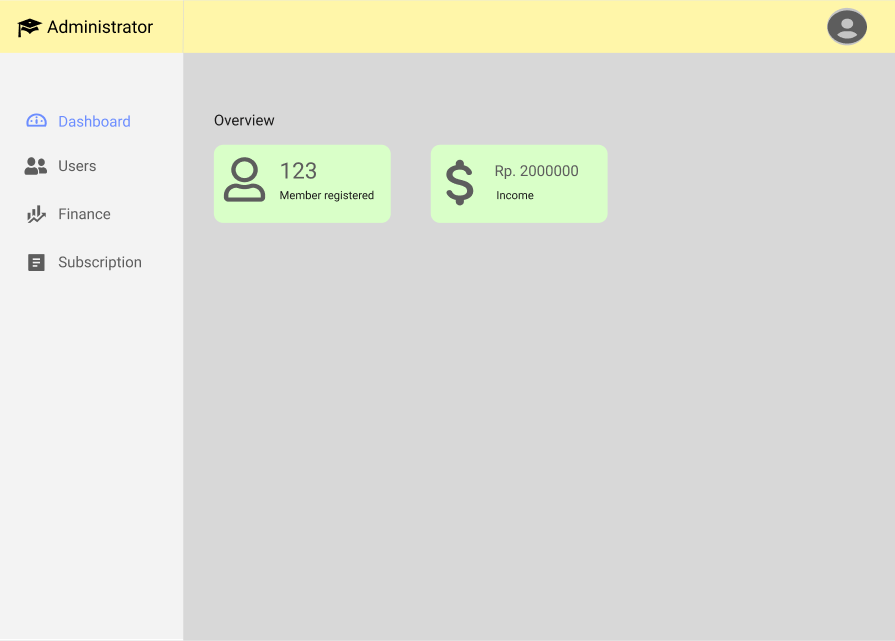 Administrator
Dashboard
Users
Finance
Subscription
Overview
123
Member registered
Rp. 2000000
Income